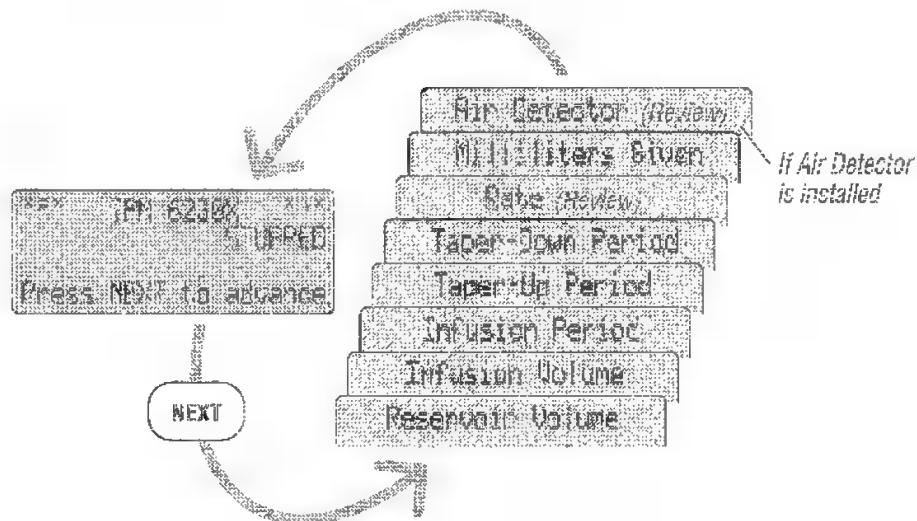 Air Detector (Review)
Milliliters Given
Rate (Review)
Taper-Down Period
Taper-Up Period
Infusion Period
Infusion Volume
Reservoir Volume
If Air Detector
is installed
TPN
STOPPED
Press NEXT to advance
NEXT